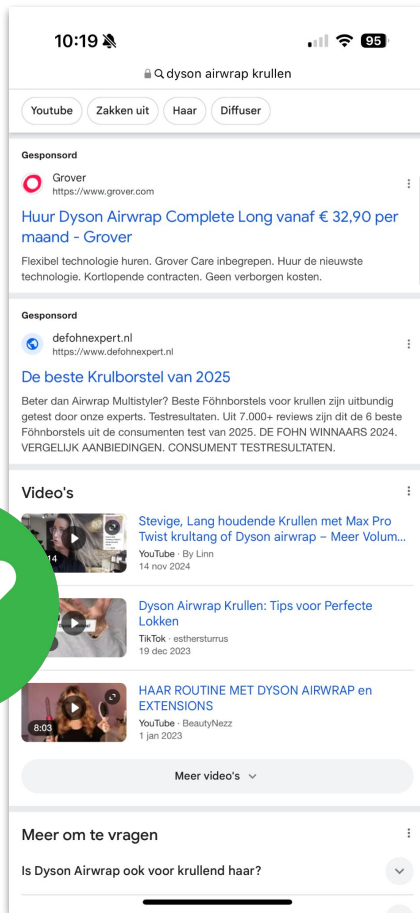 10:19
95
dyson airwrap krullen
Youtube
Zakken uit
Haar
Diffuser
Gesponsord
Grover
https://www.grover.com
Huur Dyson Airwrap Complete Long vanaf € 32,90 per
maand - Grover
Flexibel technologie huren. Grover Care inbegrepen. Huur de nieuwste
technologie. Kortlopende contracten. Geen verborgen kosten.
Gesponsord
defohnexpert.nl
https://www.defohnexpert.nl
De beste Krulborstel van 2025
Beter dan Airwrap Multistyler? Beste Föhnborstels voor krullen zijn uitbundig
getest door onze experts. Testresultaten. Uit 7.000+ reviews zijn dit de 6 beste
Föhnborstels uit de consumenten test van 2025. DE FOHN WINNAARS 2024.
VERGELIJK AANBIEDINGEN. CONSUMENT TESTRESULTATEN.
Video's
14
Stevige, Lang houdende Krullen met Max Pro
Twist krultang of Dyson airwrap – Meer Volum...
YouTube · By Linn
14 nov 2024
Dyson Airwrap Krullen: Tips voor Perfecte
Lokken
TikTok · esthersturrus
19 dec 2023
8:03
HAAR ROUTINE MET DYSON AIRWRAP en
EXTENSIONS
YouTube · BeautyNezz
1 jan 2023
Meer video's
Meer om te vragen
Is Dyson Airwrap ook voor krullend haar?